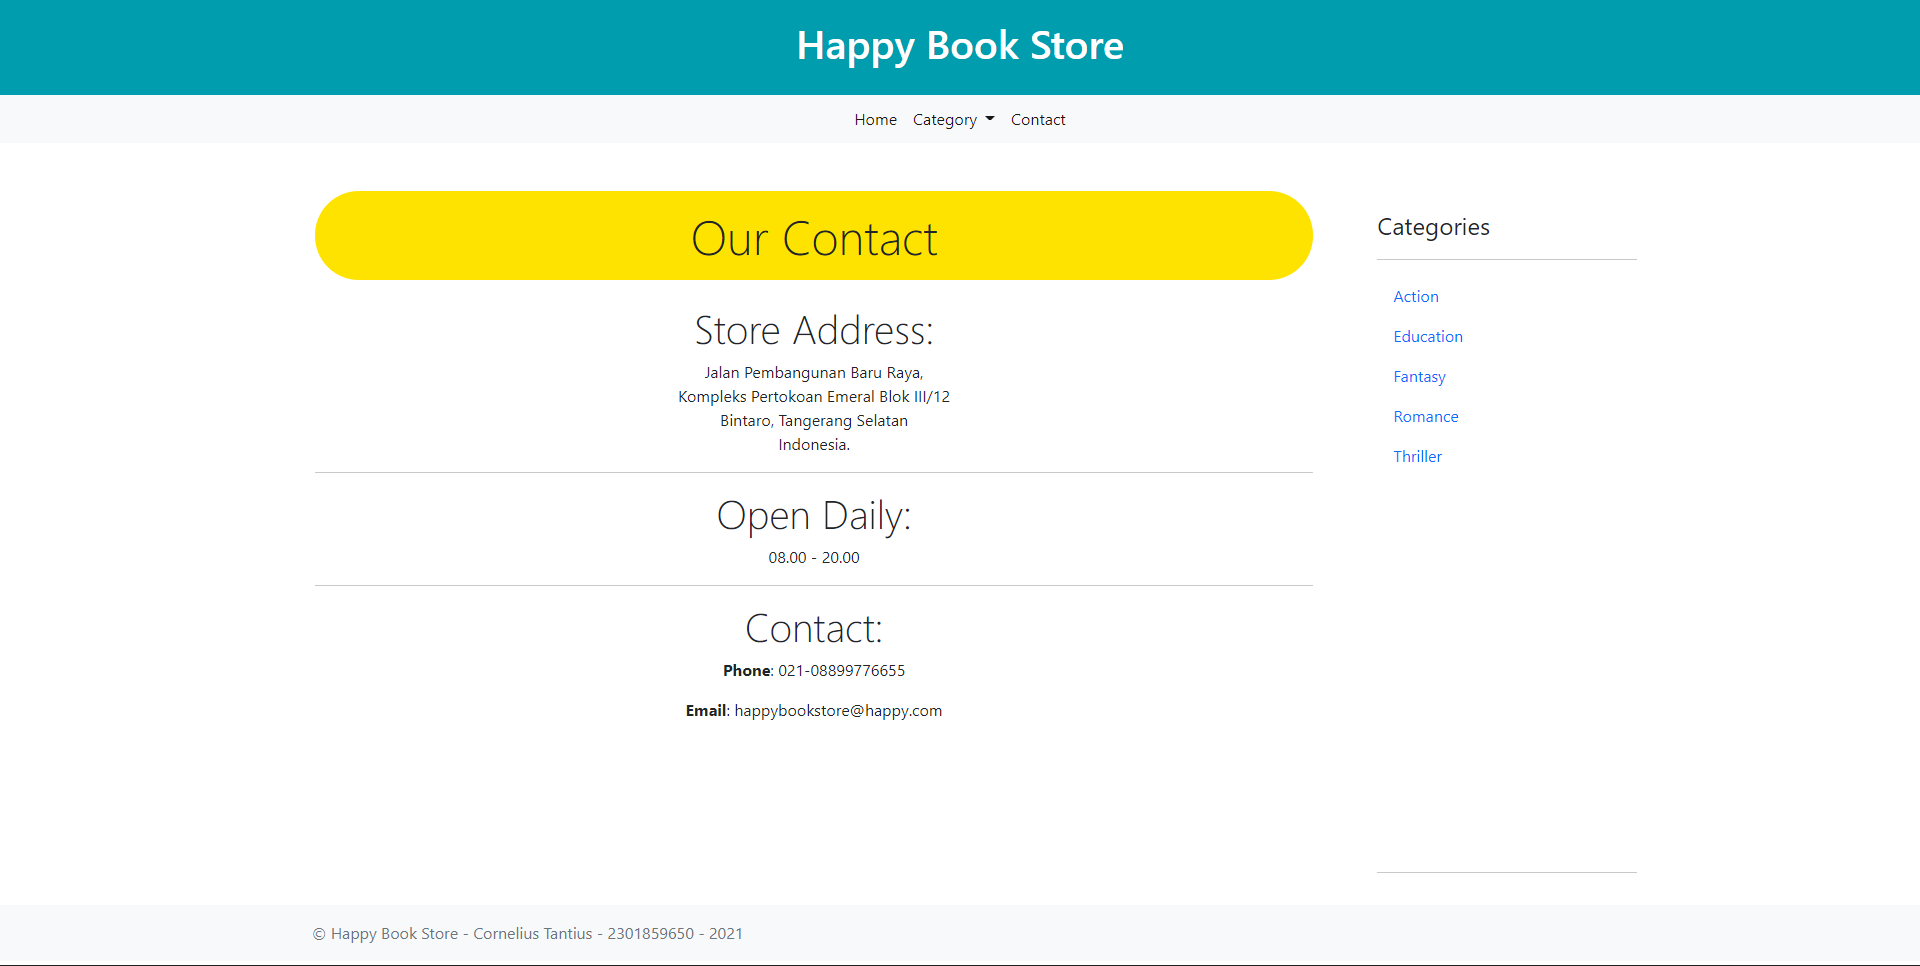 Happy Book Store
Home Category Contact
Our Contact
Store Address:
Jalan Pembangunan Baru Raya,
Kompleks Pertokoan Emeral Blok III/12
Bintaro, Tangerang Selatan
Indonesia.
Open Daily:
08.00 - 20.00
Contact:
Phone: 021-08899776655
Email: happybookstore@happy.com
Categories
Action
Education
Fantasy
Romance
Thriller
© Happy Book Store - Cornelius Tantius - 2301859650 - 2021